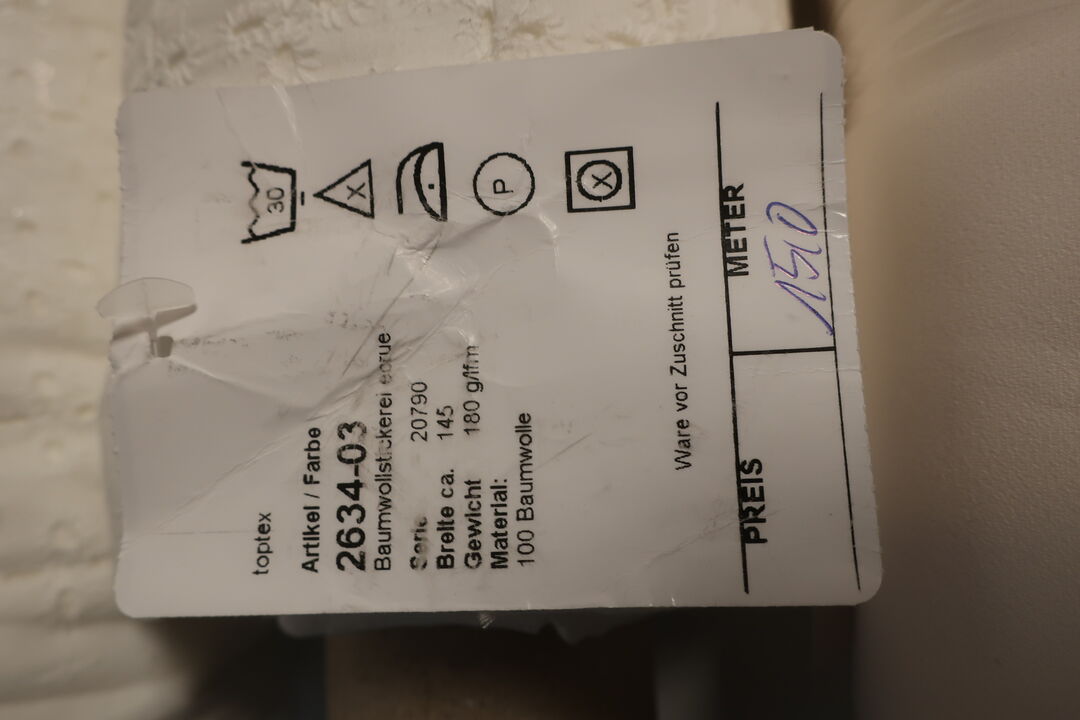 30
X
P
X
toptex
Artikel / Farbe
2634-03
Baumwollstickerei ecrue
Serie 20790
Breite ca. 145
Gewicht 180 g/lfm
Material:
100 Baumwolle
Ware vor Zuschnitt prüfen
PREIS METER
150